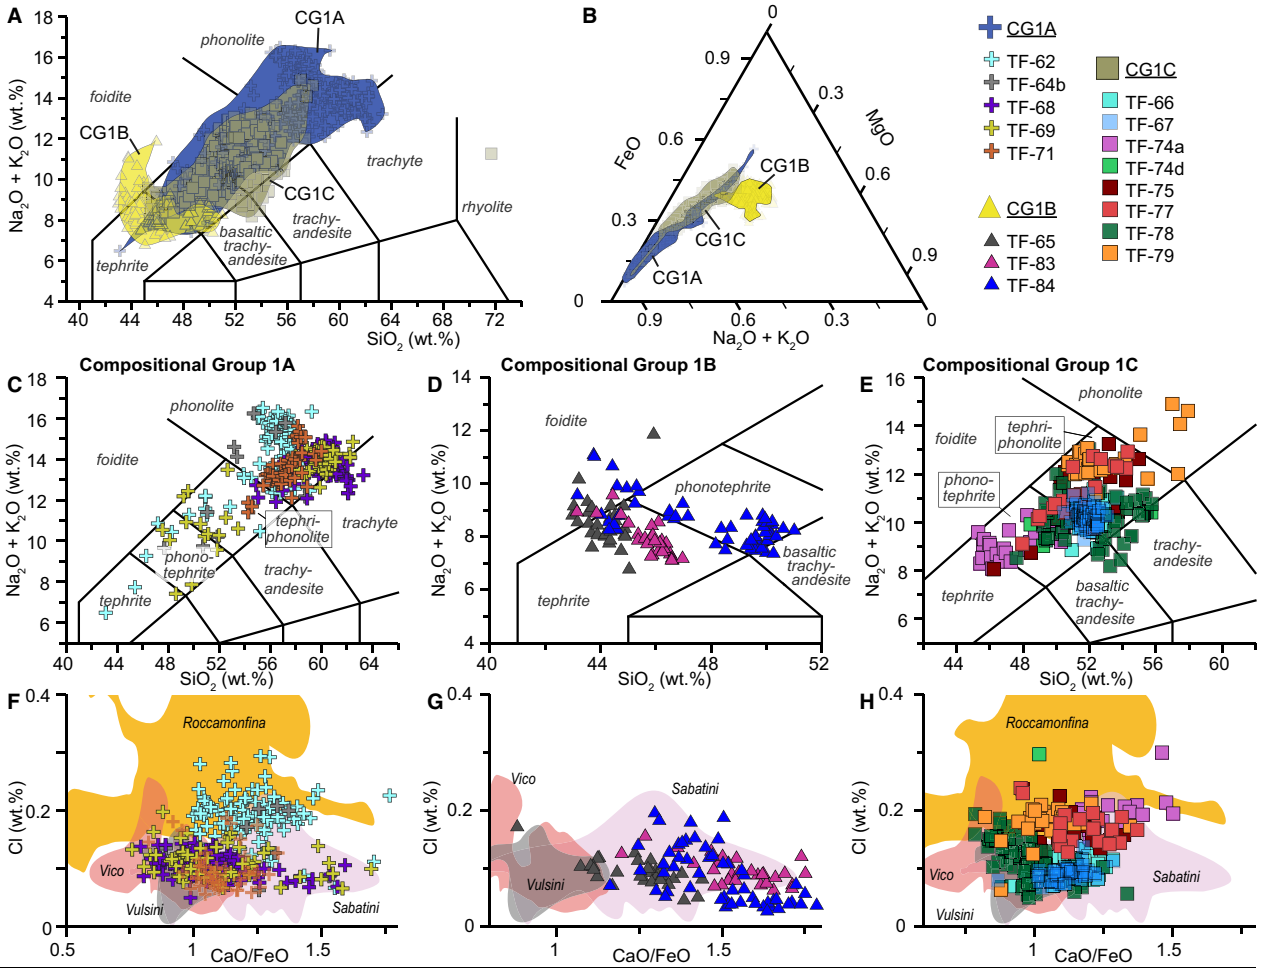 A
18
16
14
12
10
8
6
4
Na2O + K2O (wt.%)
40
44
48
52
56
60
64
68
72
SiO2 (wt.%)
CG1A
phonolite
foidite
CG1B
trachyte
CG1C
rhyolite
trachy-
andesite
basaltic
trachy-
andesite
tephrite
B
0
0.9
0.3
0.6
FeO
MgO
CG1B
0.6
0.3
CG1C
CG1A
0.9
0
0.9
0.6
0.3
0
Na2O + K2O
CG1A
TF-62
TF-64b
TF-68
TF-69
TF-71
CG1B
TF-65
TF-83
TF-84
CG1C
TF-66
TF-67
TF-74a
TF-74d
TF-75
TF-77
TF-78
TF-79
Compositional Group 1A
C
18
16
14
12
10
8
6
Na2O + K2O (wt.%)
40
44
48
52
56
60
64
SiO2 (wt.%)
phonolite
foidite
tephri-
phonolite
trachyte
phono-
tephrite
trachy-
andesite
tephrite
Compositional Group 1B
D
14
12
10
8
6
4
Na2O + K2O (wt.%)
40
44
48
52
SiO2 (wt.%)
foidite
phonotephrite
basaltic
trachy-
andesite
tephrite
Compositional Group 1C
E
16
14
12
10
8
6
Na2O + K2O (wt.%)
44
48
52
56
60
SiO2 (wt.%)
phonolite
tephri-
phonolite
foidite
phono-
tephrite
trachy-
andesite
tephrite
basaltic
trachy-
andesite
F
0.4
0.2
0
Cl (wt.%)
0.5
1
1.5
CaO/FeO
Roccamonfina
Vico
Vulsini
Sabatini
G
0.4
0.2
0
Cl (wt.%)
1
1.5
CaO/FeO
Vico
Sabatini
Vulsini
H
0.4
0.2
0
Cl (wt.%)
1
1.5
CaO/FeO
Roccamonfina
Vico
Sabatini
Vulsini